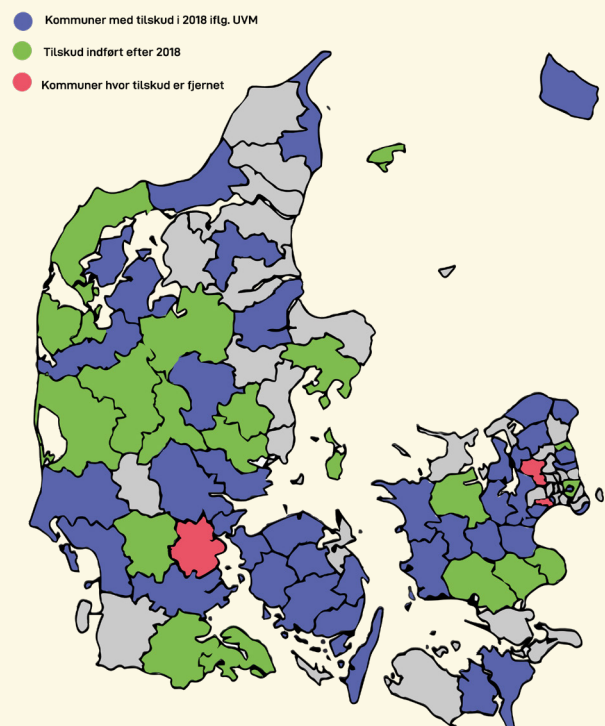 Kommuner med tilskud i 2018 iflg. UVM
Tilskud indført efter 2018
Kommuner hvor tilskud er fjernet